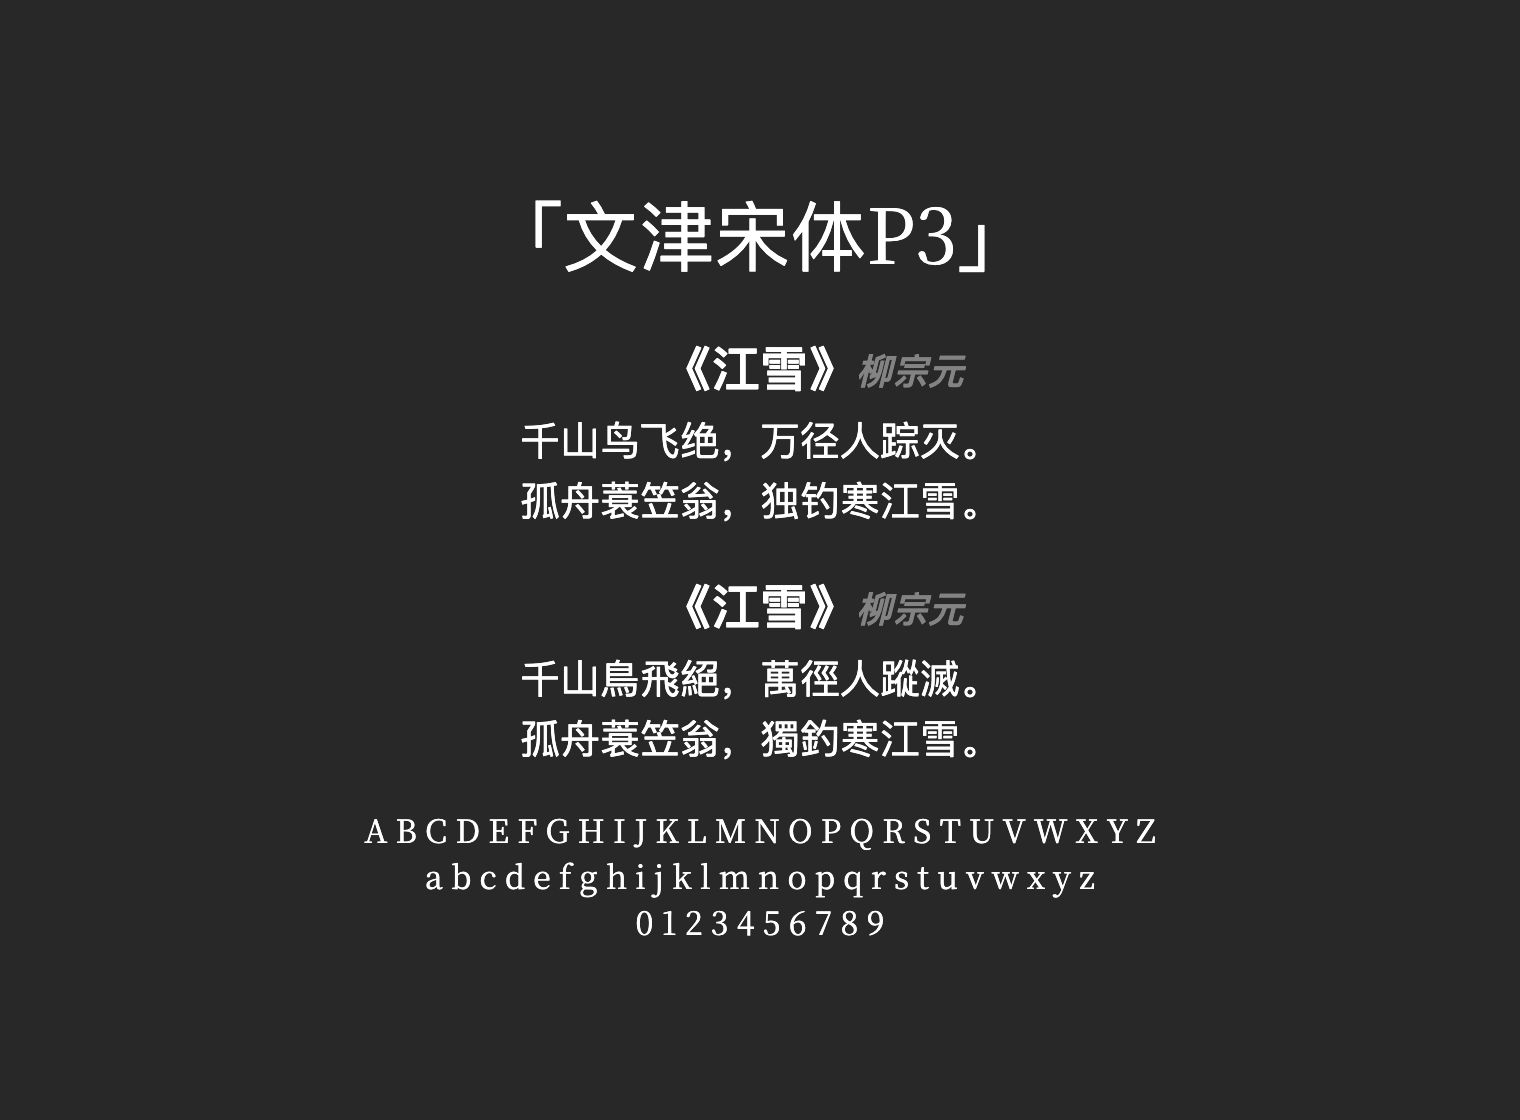 「文津宋体P3」
《江雪》柳宗元
千山鸟飞绝，万径人踪灭。
孤舟蓑笠翁，独钓寒江雪。
《江雪》柳宗元
千山鳥飛絕，萬徑人蹤滅。
孤舟蓑笠翁，獨釣寒江雪。
A B C D E F G H I J K L M N O P Q R S T U V W X Y Z
a b c d e f g h i j k l m n o p q r s t u v w x y z
0 1 2 3 4 5 6 7 8 9